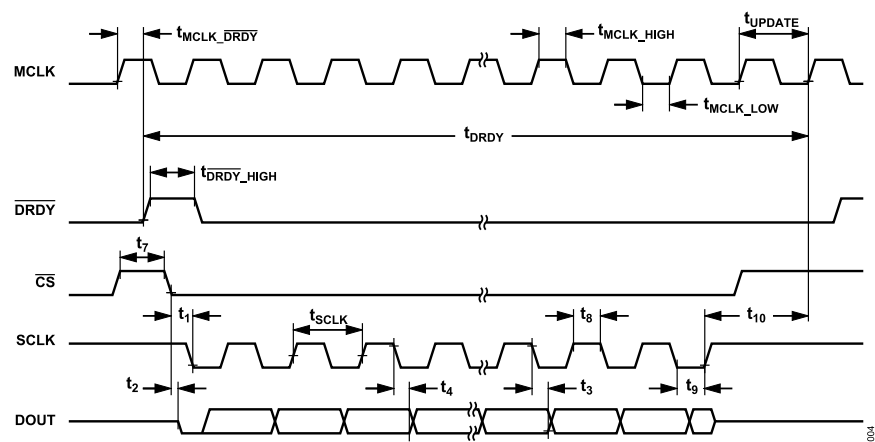 tMCLK_DRDY
tMCLK_HIGH
tUPDATE
MCLK
tMCLK_LOW
tDRDY
tDRDY_HIGH
DRDY
t7
CS
t1
tSCLK
t8
t10
SCLK
t2
t4
t3
t9
DOUT
004